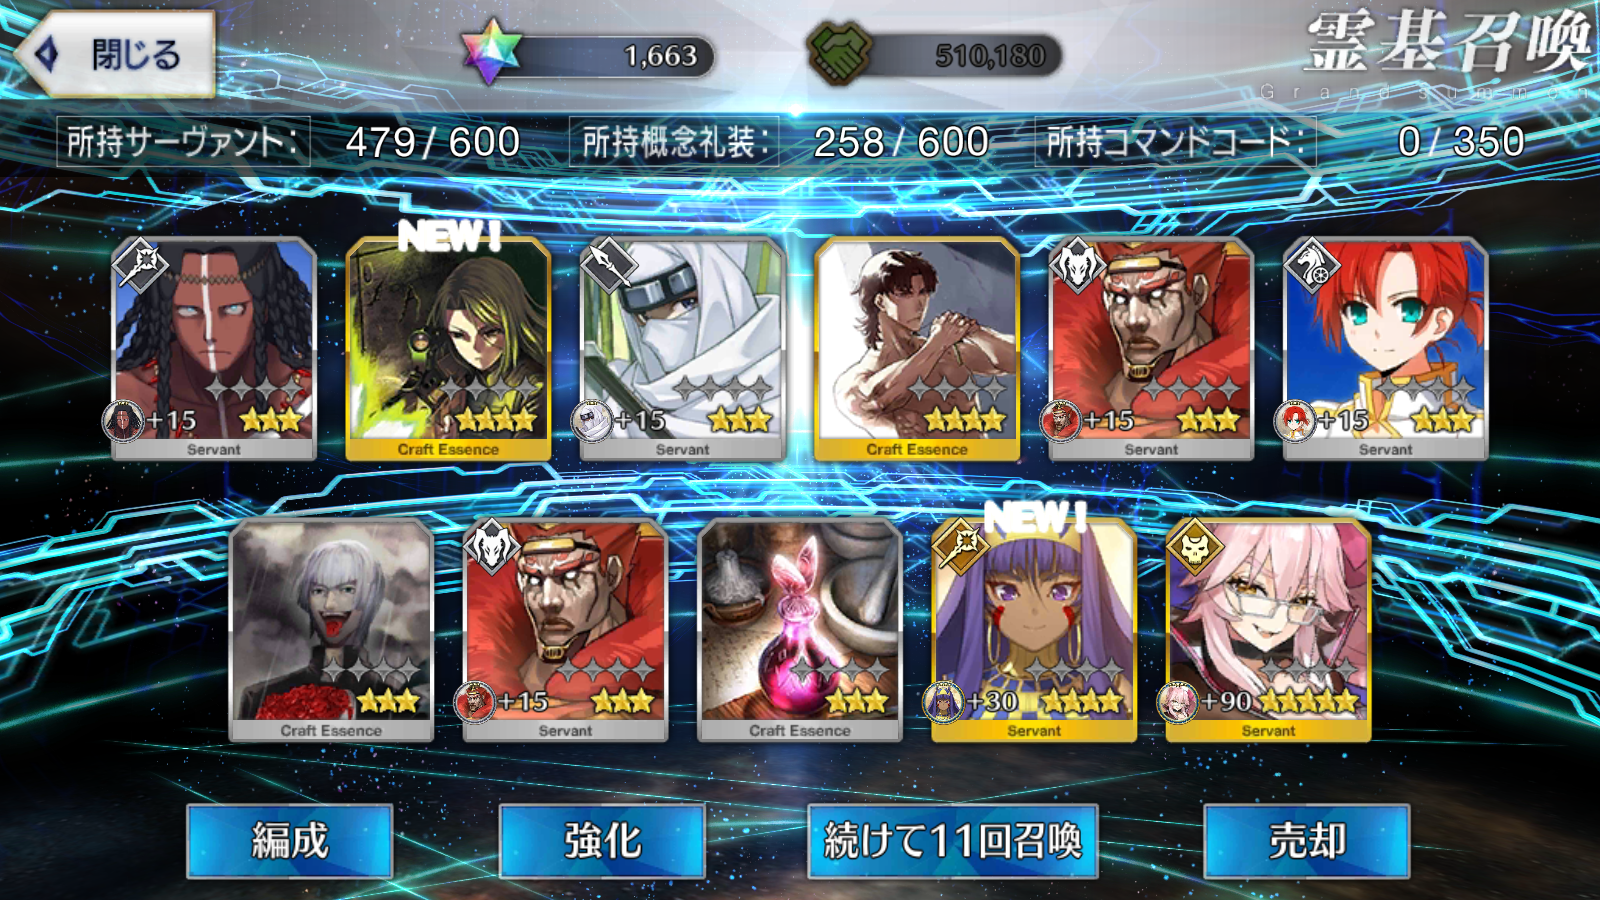 閉じる
1,663
510,180
霊基召喚
Grand summon
所持サーヴァント:
479/600
所持概念礼装:
258/600
所持コマンドコード:
0/350
NEW!
+15
Servant
Craft Essence
+15
Servant
Craft Essence
+15
Servant
+15
Servant
NEW!
Craft Essence
+15
Servant
Craft Essence
+30
Servant
+90
Servant
編成
強化
続けて11回召喚
売却